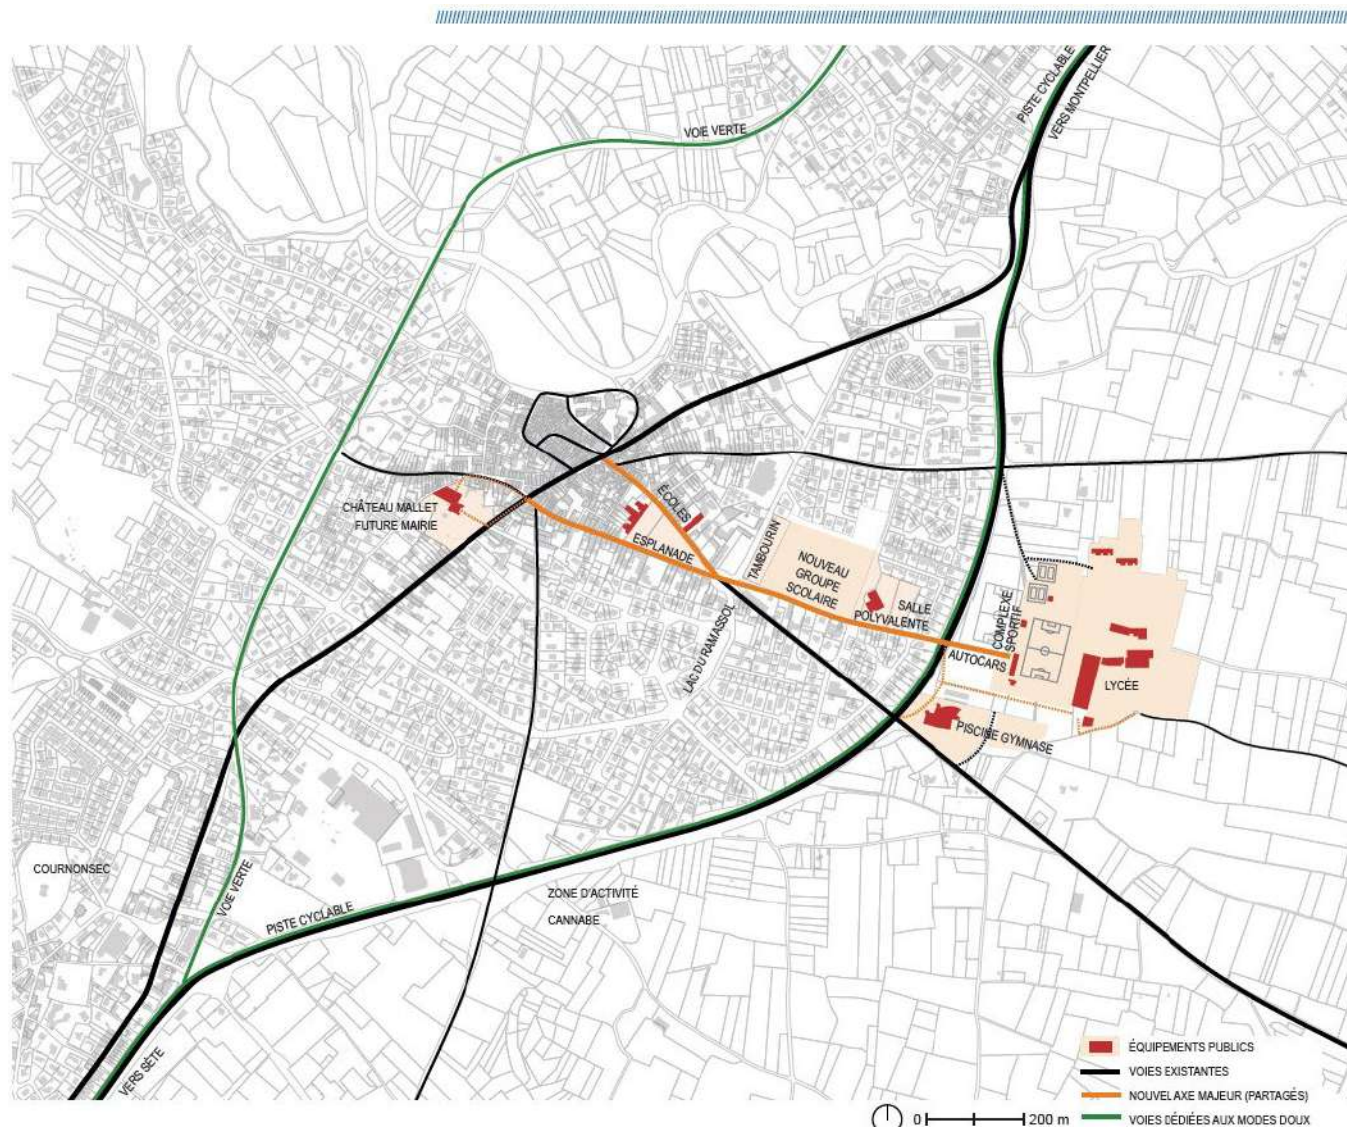 PISTE CYCLABLE
VERS MONTPELLIER
VOIE VERTE
CHÂTEAU MALLET
FUTURE MAIRIE
ÉCOLES
ESPLANADE
TAMBOURIN
NOUVEAU
GROUPE
SCOLAIRE
SALLE
POLYVALENTE
COMPLEXE
SPORTIF
AUTOCARS
LYCÉE
LAC DU RAMASSOL
PISCINE GYMNASE
COURNONSEC
VOIE VERTE
PISTE CYCLABLE
ZONE D'ACTIVITÉ
CANNABE
VERS SÈTE
ÉQUIPEMENTS PUBLICS
VOIES EXISTANTES
NOUVEL AXE MAJEUR (PARTAGÉS)
VOIES DÉDIÉES AUX MODES DOUX
0 200 m